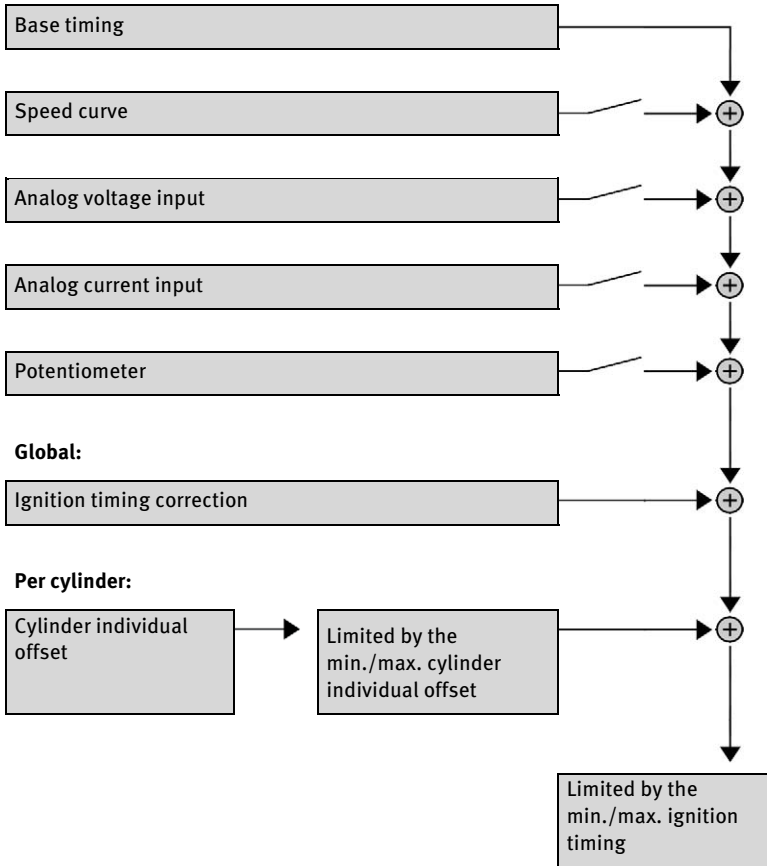 Base timing
Speed curve
Analog voltage input
Analog current input
Potentiometer
Global:
Ignition timing correction
Per cylinder:
Cylinder individual
offset
Limited by the
min./max. cylinder
individual offset
Limited by the
min./max. ignition
timing